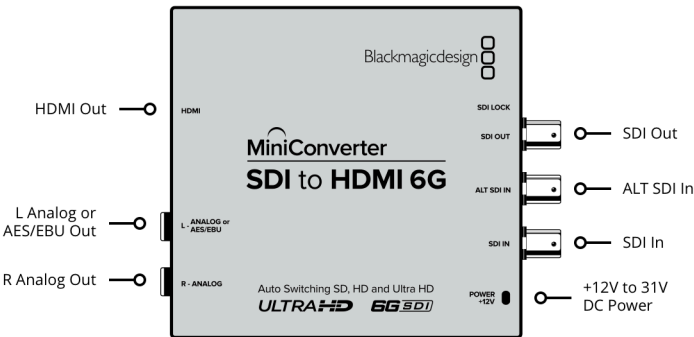 Blackmagicdesign
HDMI Out
HDMI
SDI LOCK
SDI OUT
SDI Out
MiniConverter
SDI to HDMI 6G
ALT SDI IN
ALT SDI In
L Analog or
AES/EBU Out
L - ANALOG or
AES/EBU
SDI IN
SDI In
R Analog Out
R - ANALOG
Auto Switching SD, HD and Ultra HD
ULTRAHD 6G SDI
POWER
+12V
+12V to 31V
DC Power